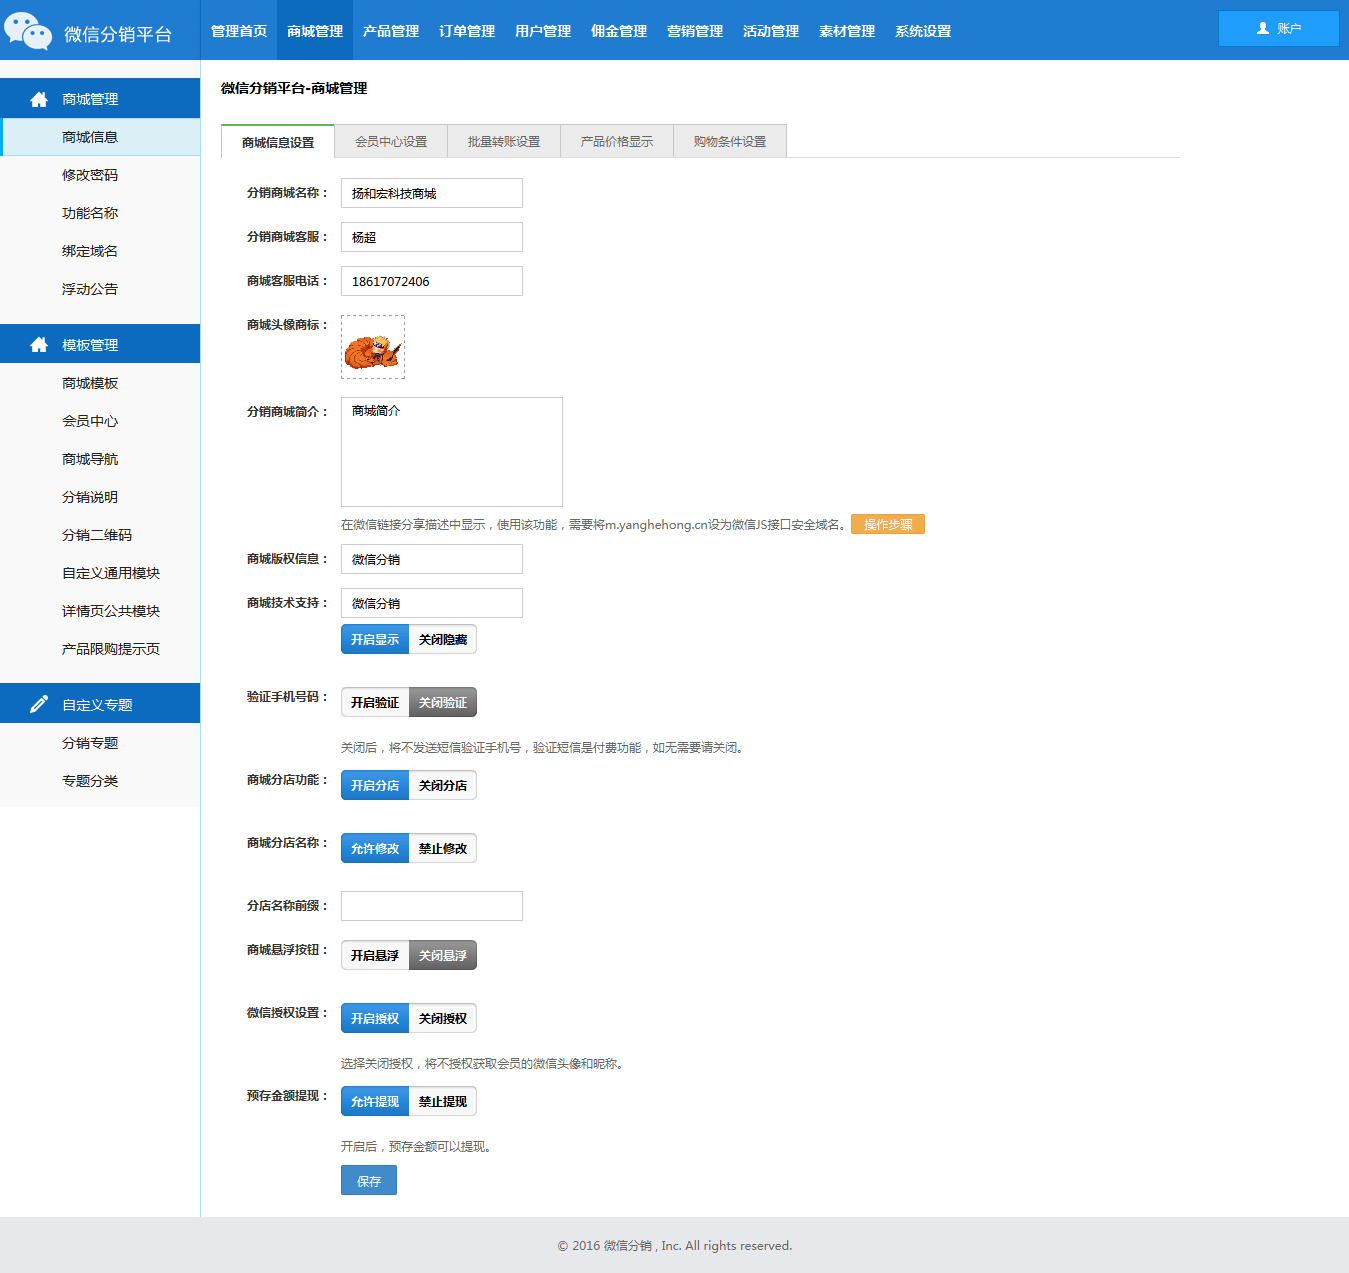 微信分销平台
管理首页 商城管理 产品管理 订单管理 用户管理 佣金管理 营销管理 活动管理 素材管理 系统设置
账户
商城管理
商城信息
修改密码
功能名称
绑定域名
浮动公告
模板管理
商城模板
会员中心
商城导航
分销说明
分销二维码
自定义通用模块
详情页公共模块
产品限购提示页
自定义专题
分销专题
专题分类
微信分销平台-商城管理
商城信息设置 会员中心设置 批量转账设置 产品价格显示 购物条件设置
分销商城名称： 扬和宏科技商城
分销商城客服： 杨超
商城客服电话： 18617072406
商城头像商标：
分销商城简介： 商城简介
在微信链接分享描述中显示，使用该功能，需要将m.yanghehong.cn设为微信JS接口安全域名。 操作步骤
商城版权信息： 微信分销
商城技术支持： 微信分销
开启显示 关闭隐藏
验证手机号码： 开启验证 关闭验证
关闭后，将不发送短信验证手机号，验证短信是付费功能，如无需要请关闭。
商城分店功能： 开启分店 关闭分店
商城分店名称： 允许修改 禁止修改
分店名称前缀：
商城悬浮按钮： 开启悬浮 关闭悬浮
微信授权设置： 开启授权 关闭授权
选择关闭授权，将不授权获取会员的微信头像和昵称。
预存金额提现： 允许提现 禁止提现
开启后，预存金额可以提现。
保存
© 2016 微信分销 , Inc. All rights reserved.